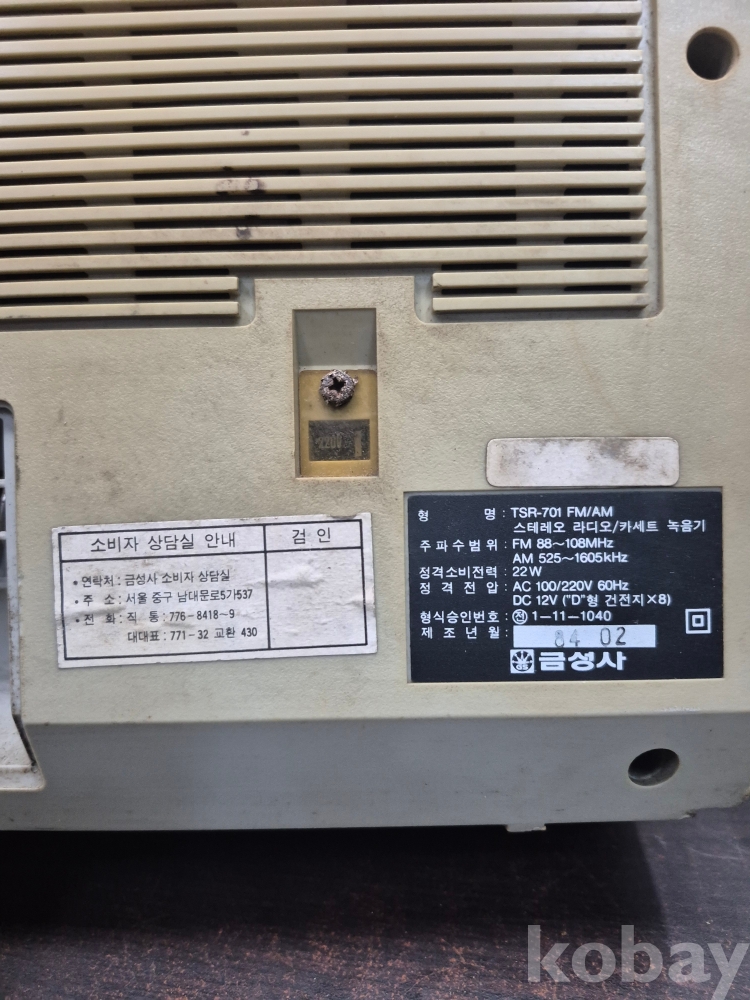 소비자 상담실 안내
검 인
• 연락처 : 금성사 소비자 상담실
• 주 소 : 서울 중구 남대문로5가537
• 전 화 : 직 통 : 776-8418~9
대대표 : 771-32 교환 430
형 명 : TSR-701 FM/AM
스테레오 라디오/카세트 녹음기
주파수범위 : FM 88~108MHz
AM 525~1605kHz
정격소비전력 : 22W
정격전압 : AC 100/220V 60Hz
DC 12V ("D"형 건전지×8)
형식승인번호 : 전 1-11-1040
제조년월 : 84 02
GS 금성사
kobay